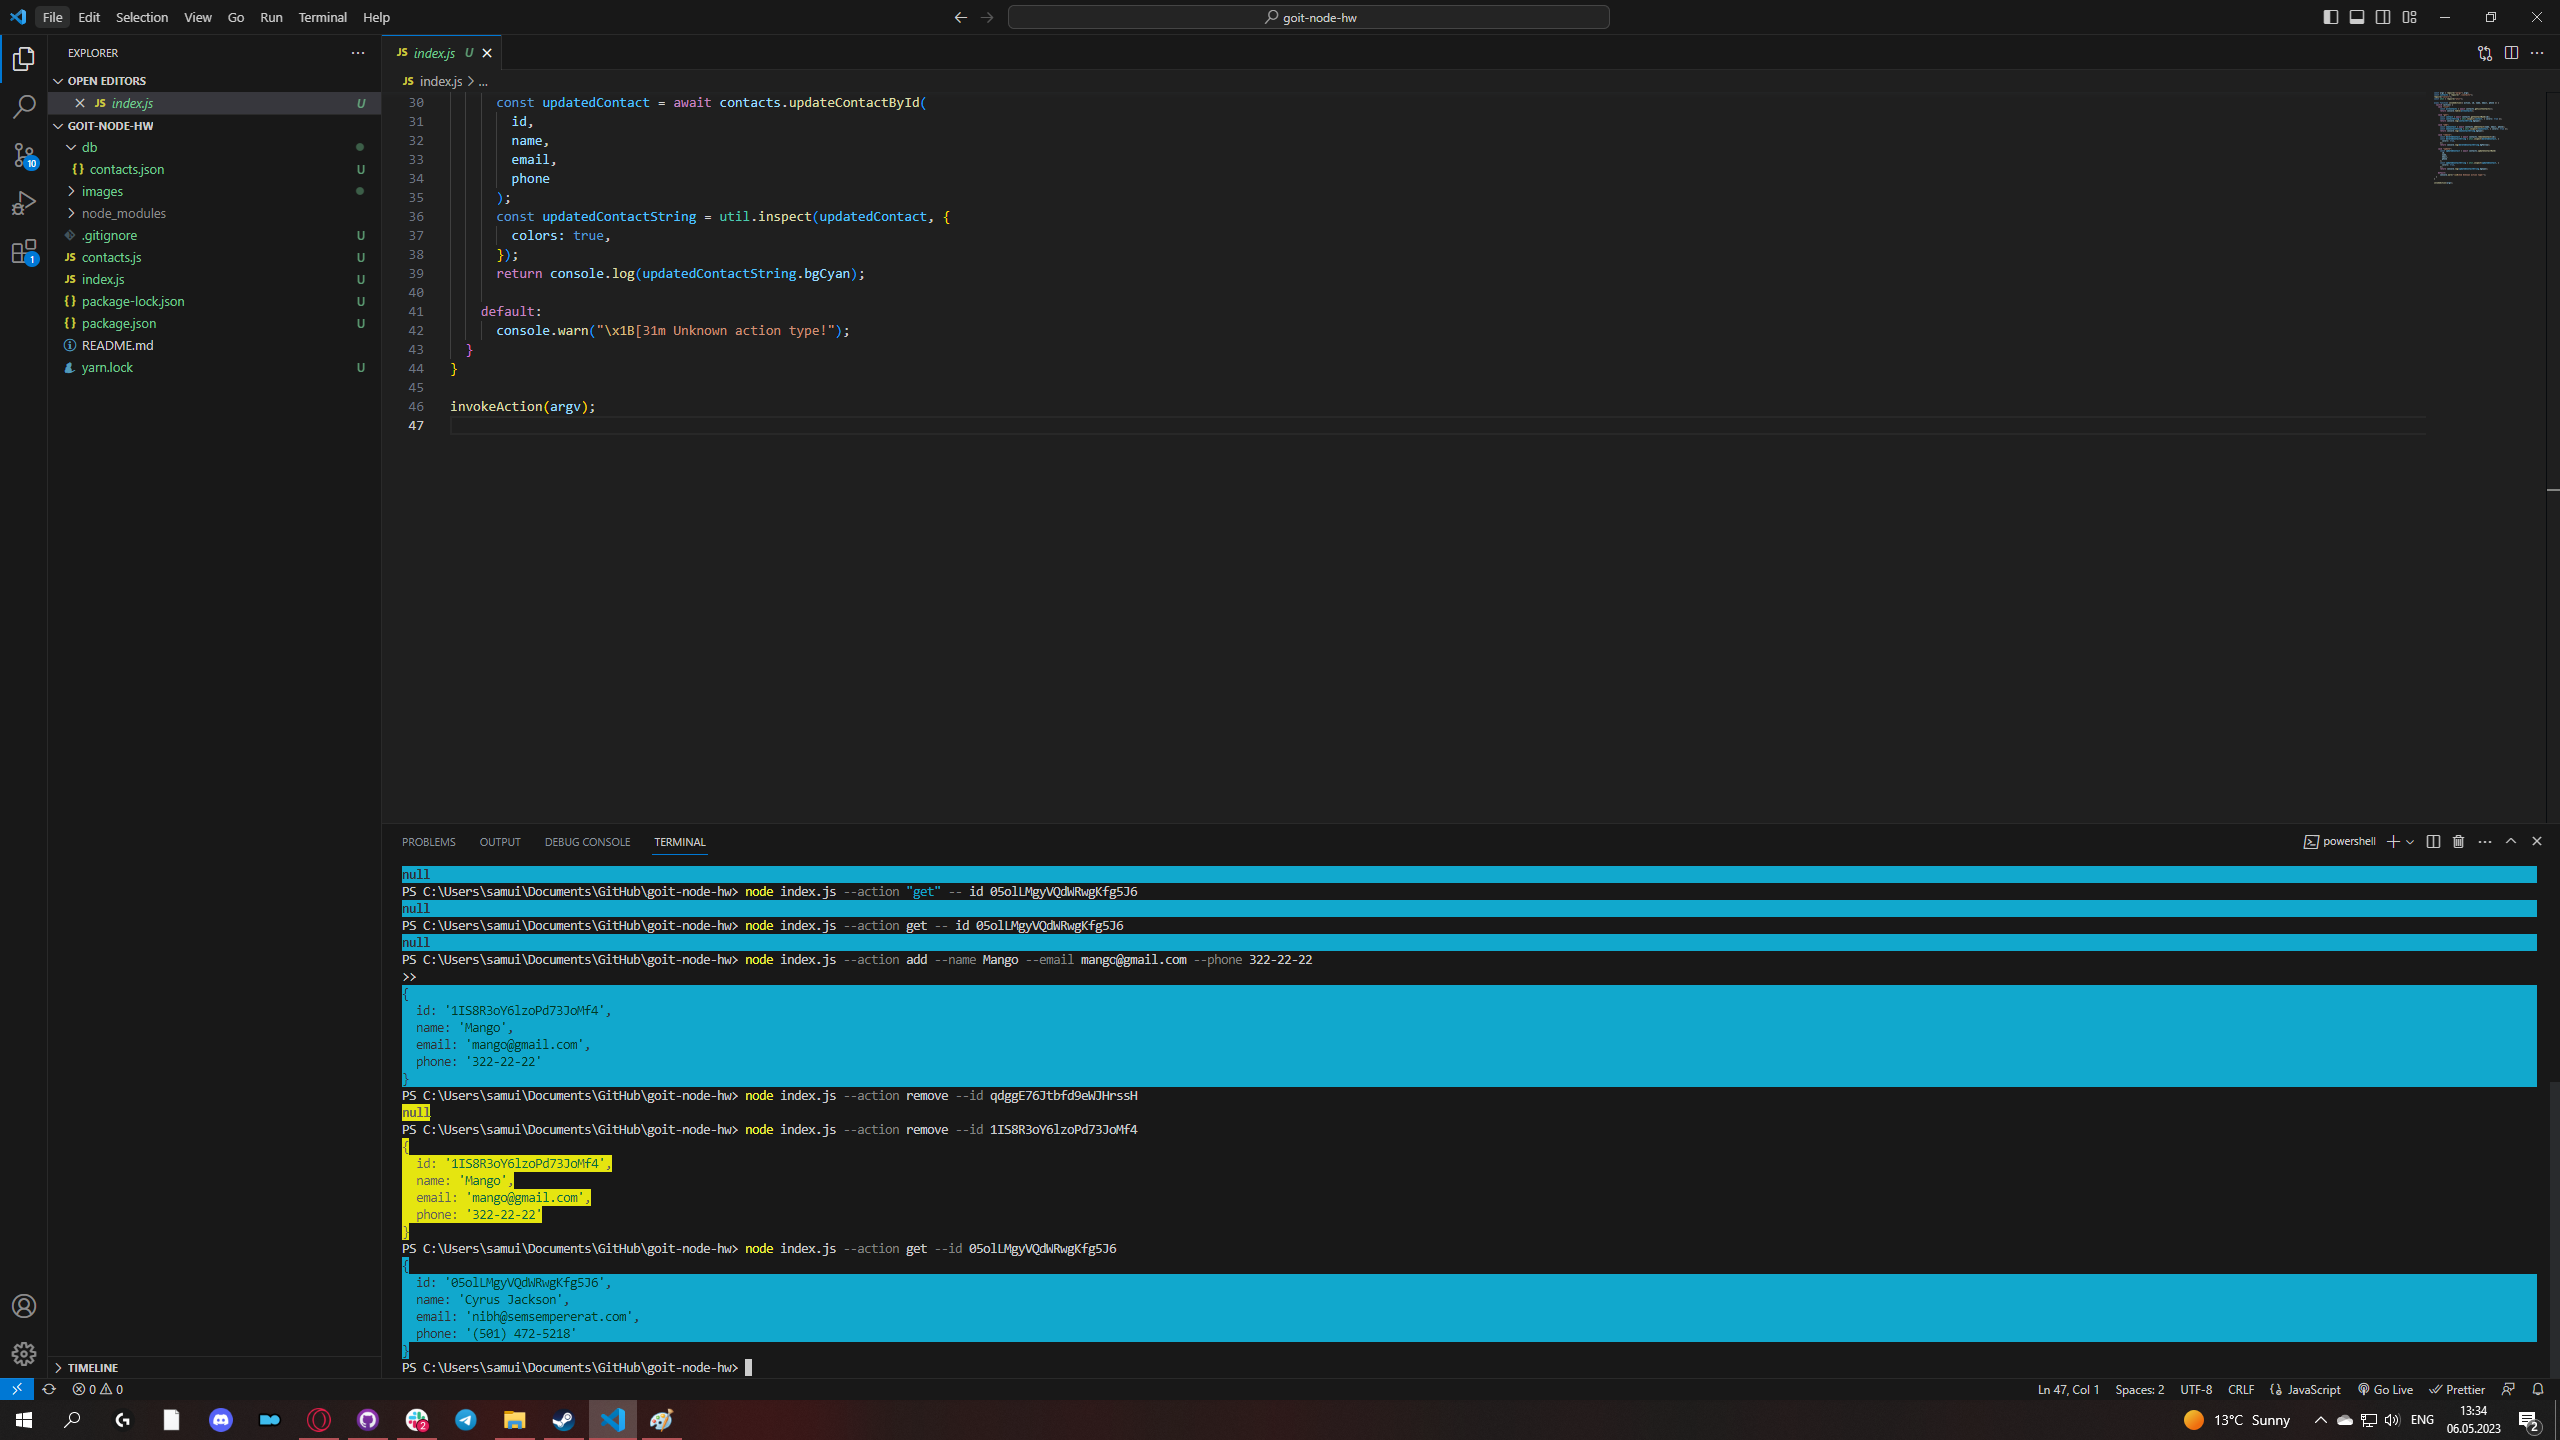 File Edit Selection View Go Run Terminal Help
goit-node-hw
EXPLORER
OPEN EDITORS
JS index.js U
GOIT-NODE-HW
db
{} contacts.json U
images
node_modules
.gitignore U
JS contacts.js U
JS index.js U
{} package-lock.json U
{} package.json U
README.md
yarn.lock U
TIMELINE
10
1
JS index.js U
JS index.js > ...
30 const updatedContact = await contacts.updateContactById(
31 id,
32 name,
33 email,
34 phone
35 );
36 const updatedContactString = util.inspect(updatedContact, {
37 colors: true,
38 });
39 return console.log(updatedContactString.bgCyan);
40
41 default:
42 console.warn("\x1B[31m Unknown action type!");
43 }
44 }
45
46 invokeAction(argv);
47
PROBLEMS OUTPUT DEBUG CONSOLE TERMINAL
powershell
null
PS C:\Users\samui\Documents\GitHub\goit-node-hw> node index.js --action "get" -- id 05olLMgyVQdWRwgKfg5J6
null
PS C:\Users\samui\Documents\GitHub\goit-node-hw> node index.js --action get -- id 05olLMgyVQdWRwgKfg5J6
null
PS C:\Users\samui\Documents\GitHub\goit-node-hw> node index.js --action add --name Mango --email mango@gmail.com --phone 322-22-22
>>
{
id: '1IS8R3oY6lzoPd73JoMf4',
name: 'Mango',
email: 'mango@gmail.com',
phone: '322-22-22'
}
PS C:\Users\samui\Documents\GitHub\goit-node-hw> node index.js --action remove --id qdggE76Jtbfd9eWJHrssH
null
PS C:\Users\samui\Documents\GitHub\goit-node-hw> node index.js --action remove --id 1IS8R3oY6lzoPd73JoMf4
{
id: '1IS8R3oY6lzoPd73JoMf4',
name: 'Mango',
email: 'mango@gmail.com',
phone: '322-22-22'
}
PS C:\Users\samui\Documents\GitHub\goit-node-hw> node index.js --action get --id 05olLMgyVQdWRwgKfg5J6
{
id: '05olLMgyVQdWRwgKfg5J6',
name: 'Cyrus Jackson',
email: 'nibh@semsempererat.com',
phone: '(501) 472-5218'
}
PS C:\Users\samui\Documents\GitHub\goit-node-hw>
0 0
Ln 47, Col 1 Spaces: 2 UTF-8 CRLF {} JavaScript Go Live Prettier
2
13°C Sunny
ENG
13:34
06.05.2023
2